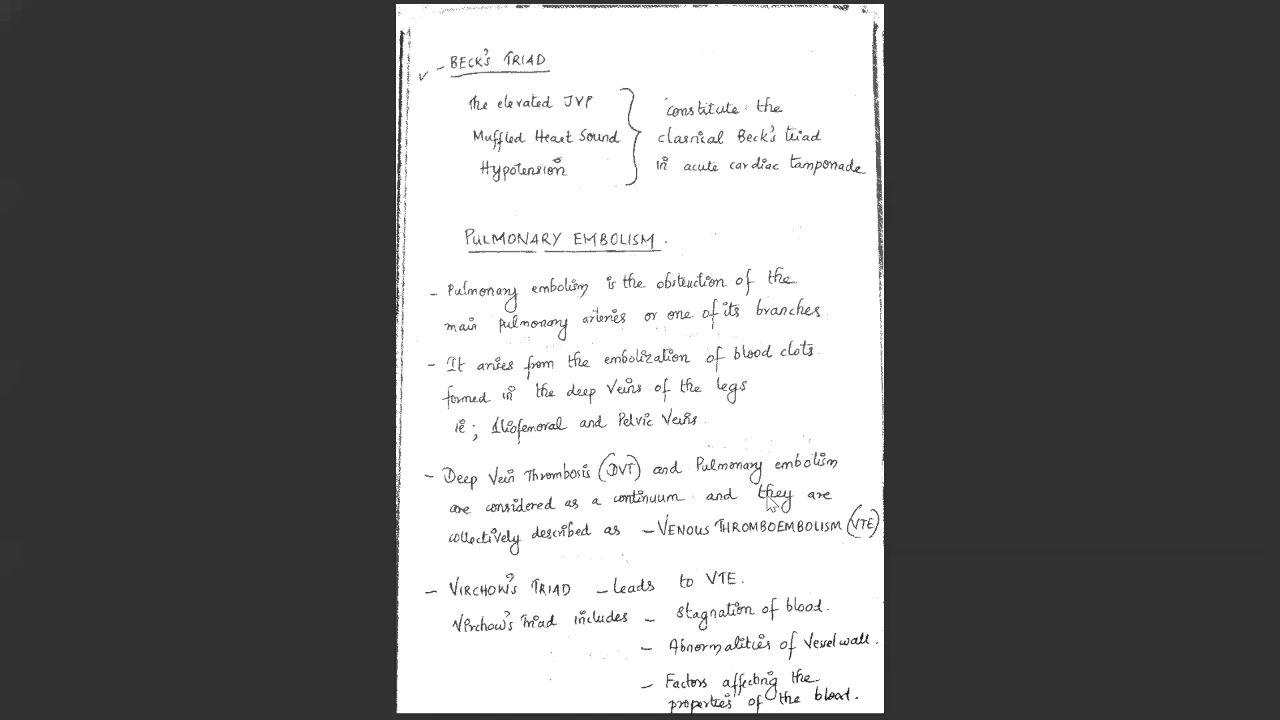 - BECK'S TRIAD
The elevated JVP
Muffled Heart Sound
Hypotension
constitute the
classical Beck's triad
in acute cardiac tamponade
PULMONARY EMBOLISM.
- Pulmonary embolism is the obstruction of the
main pulmonary arteries or one of its branches
- It arises from the embolization of blood clots
formed in the deep veins of the legs
ie; Iliofemoral and Pelvic Veins.
- Deep Vein Thrombosis (DVT) and Pulmonary embolism
are considered as a continuum and they are
collectively described as - VENOUS THROMBOEMBOLISM (VTE)
- VIRCHOW'S TRIAD - leads to VTE.
Virchow's Triad includes - stagnation of blood.
- Abnormalities of Vessel wall.
- Factors affecting the
properties of the blood.